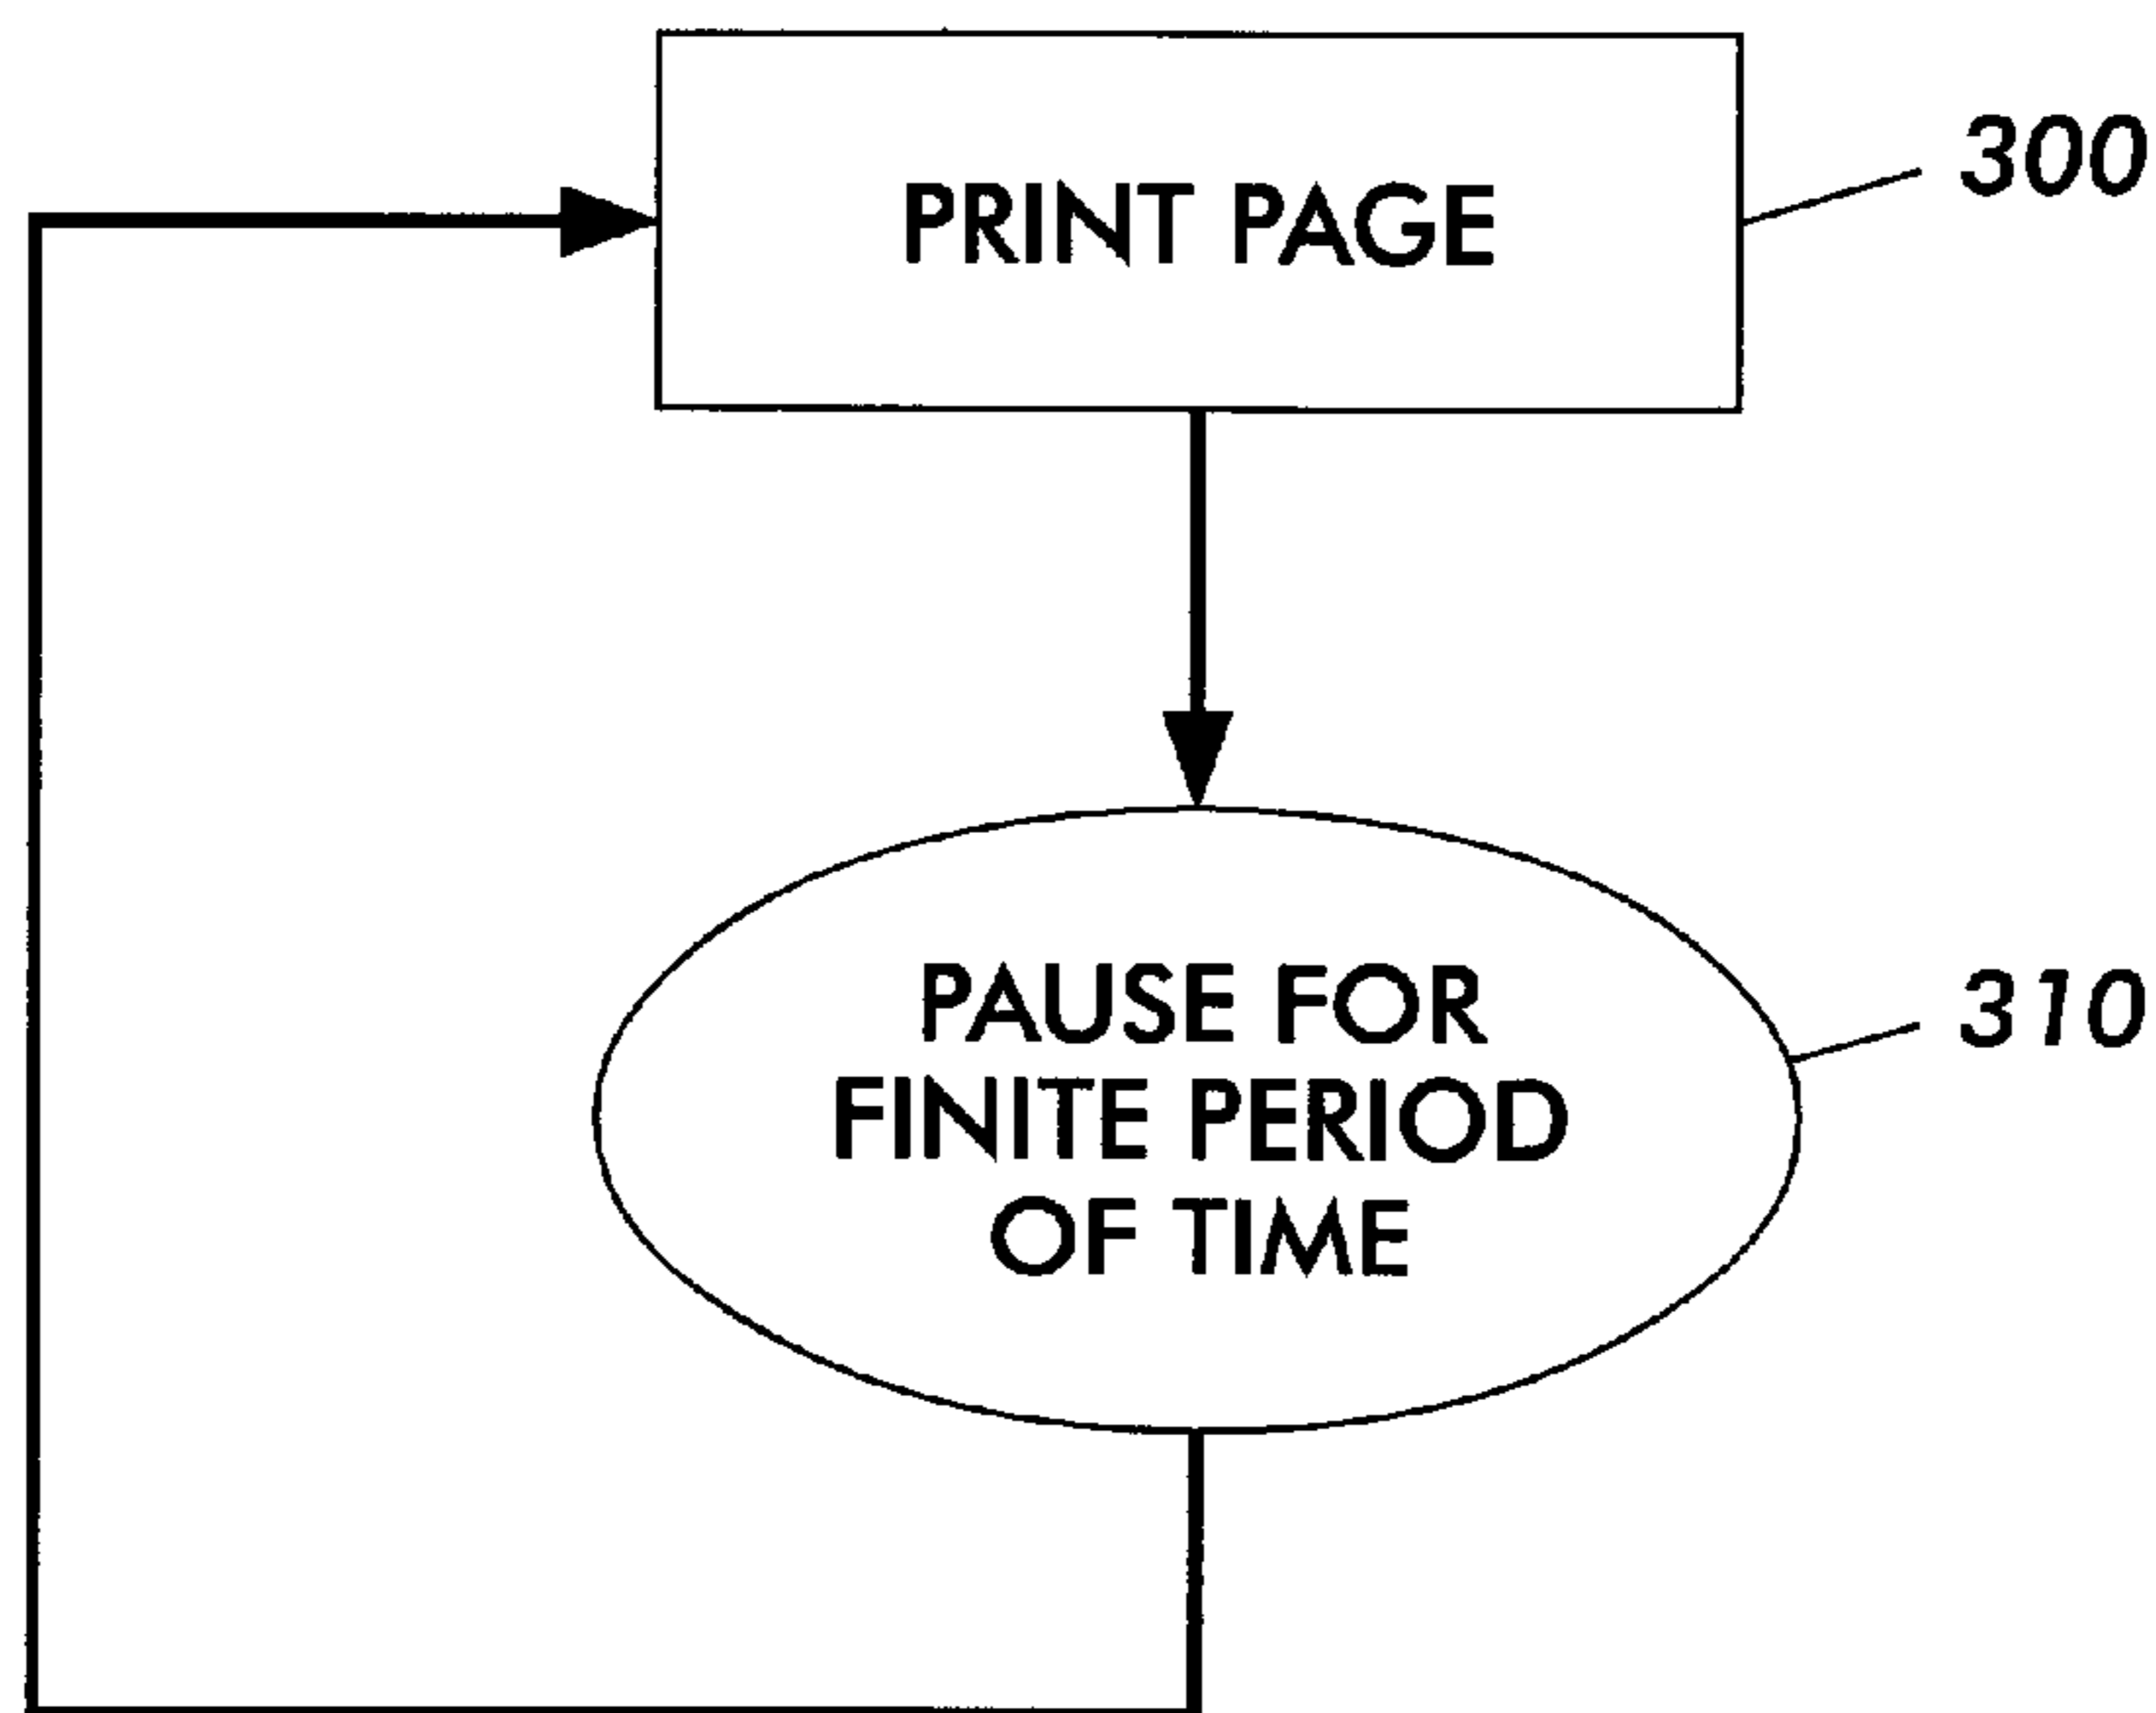 PRINT PAGE
300
PAUSE FOR
FINITE PERIOD
OF TIME
310